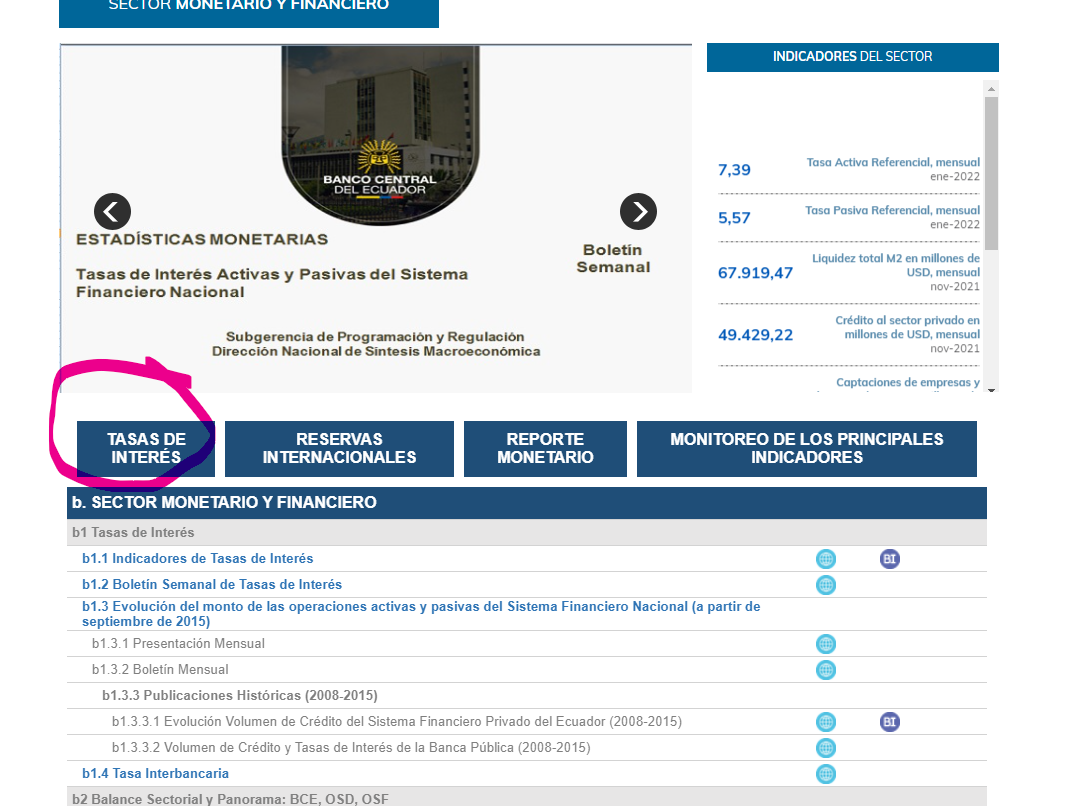 SECTOR MONETARIO Y FINANCIERO
BANCO CENTRAL
DEL ECUADOR
ESTADÍSTICAS MONETARIAS
Tasas de Interés Activas y Pasivas del Sistema
Financiero Nacional
Boletín
Semanal
Subgerencia de Programación y Regulación
Dirección Nacional de Síntesis Macroeconómica
INDICADORES DEL SECTOR
7,39 Tasa Activa Referencial, mensual
ene-2022
5,57 Tasa Pasiva Referencial, mensual
ene-2022
67.919,47 Liquidez total M2 en millones de
USD, mensual
nov-2021
49.429,22 Crédito al sector privado en
millones de USD, mensual
nov-2021
Captaciones de empresas y
TASAS DE
INTERÉS
RESERVAS
INTERNACIONALES
REPORTE
MONETARIO
MONITOREO DE LOS PRINCIPALES
INDICADORES
b. SECTOR MONETARIO Y FINANCIERO
b1 Tasas de Interés
b1.1 Indicadores de Tasas de Interés BI
b1.2 Boletín Semanal de Tasas de Interés
b1.3 Evolución del monto de las operaciones activas y pasivas del Sistema Financiero Nacional (a partir de
septiembre de 2015)
b1.3.1 Presentación Mensual
b1.3.2 Boletín Mensual
b1.3.3 Publicaciones Históricas (2008-2015)
b1.3.3.1 Evolución Volumen de Crédito del Sistema Financiero Privado del Ecuador (2008-2015) BI
b1.3.3.2 Volumen de Crédito y Tasas de Interés de la Banca Pública (2008-2015)
b1.4 Tasa Interbancaria
b2 Balance Sectorial y Panorama: BCE, OSD, OSF